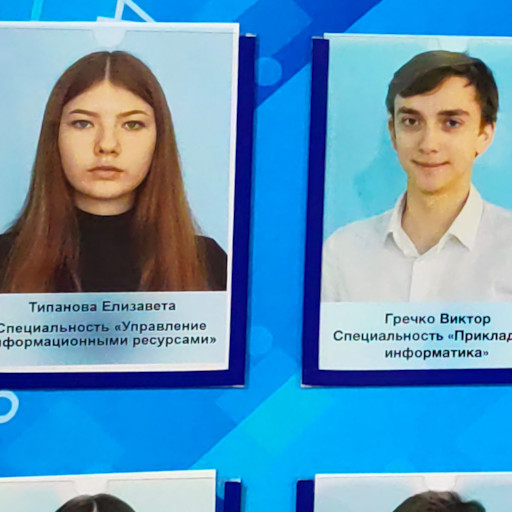 Типанова Елизавета
Специальность «Управление
информационными ресурсами»
Гречко Виктор
Специальность «Приклад
информатика»